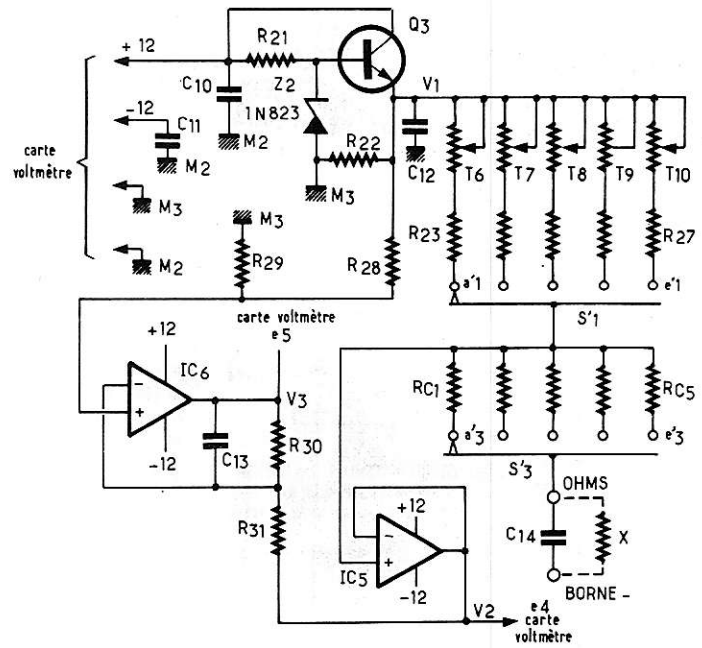 Q3
R21
+ 12
Z2
V1
C10
1N823
-12
C11
M2
R22
carte
voltmètre
M2
C12
T6
T7
T8
T9
T10
M3
M3
M3
R23
R27
M2
R29
R28
a'1
e'1
carte voltmètre
e5
S'1
+12
IC6
-
+
V3
RC1
RC5
R30
-12
C13
a'3
e'3
S'3
OHMS
R31
+12
C14
X
-
+
IC5
-12
BORNE -
V2
e4
carte
voltmètre